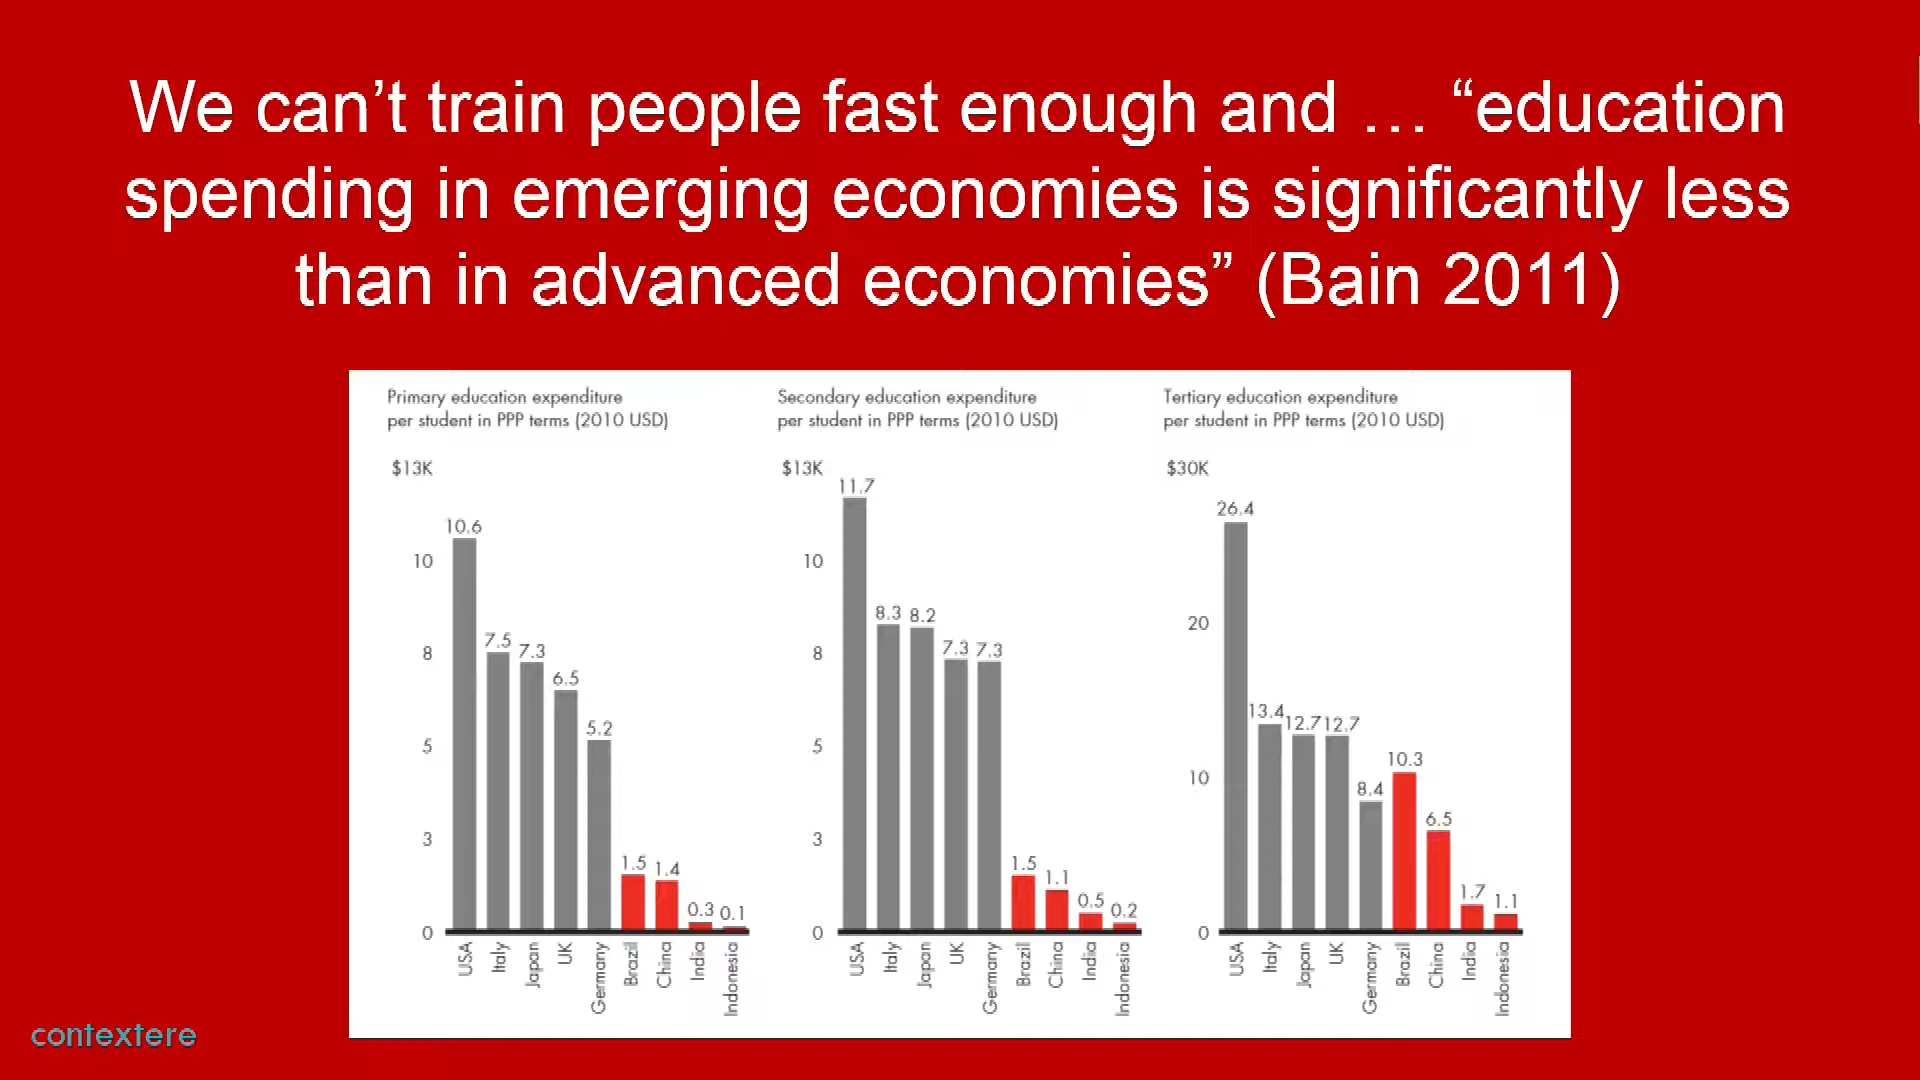 We can’t train people fast enough and … “education
spending in emerging economies is significantly less
than in advanced economies” (Bain 2011)
Primary education expenditure
per student in PPP terms (2010 USD)
$13K
10
8
5
3
0
10.6
7.5
7.3
6.5
5.2
1.5
1.4
0.3
0.1
USA
Italy
Japan
UK
Germany
Brazil
China
India
Indonesia
Secondary education expenditure
per student in PPP terms (2010 USD)
$13K
10
8
5
3
0
11.7
8.3
8.2
7.3
7.3
1.5
1.1
0.5
0.2
USA
Italy
Japan
UK
Germany
Brazil
China
India
Indonesia
Tertiary education expenditure
per student in PPP terms (2010 USD)
$30K
20
10
0
26.4
13.4
12.7
12.7
8.4
10.3
6.5
1.7
1.1
USA
Italy
Japan
UK
Germany
Brazil
China
India
Indonesia
contextere